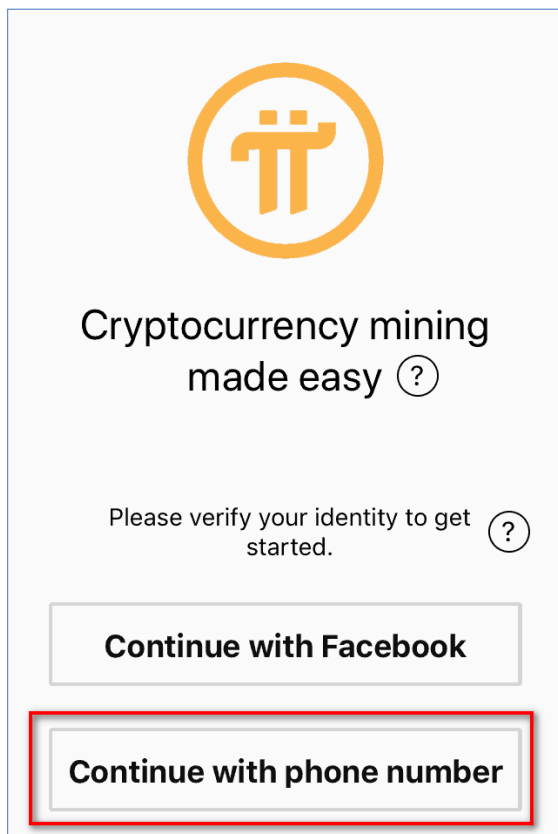 Cryptocurrency mining
made easy ?
Please verify your identity to get
started. ?
Continue with Facebook
Continue with phone number